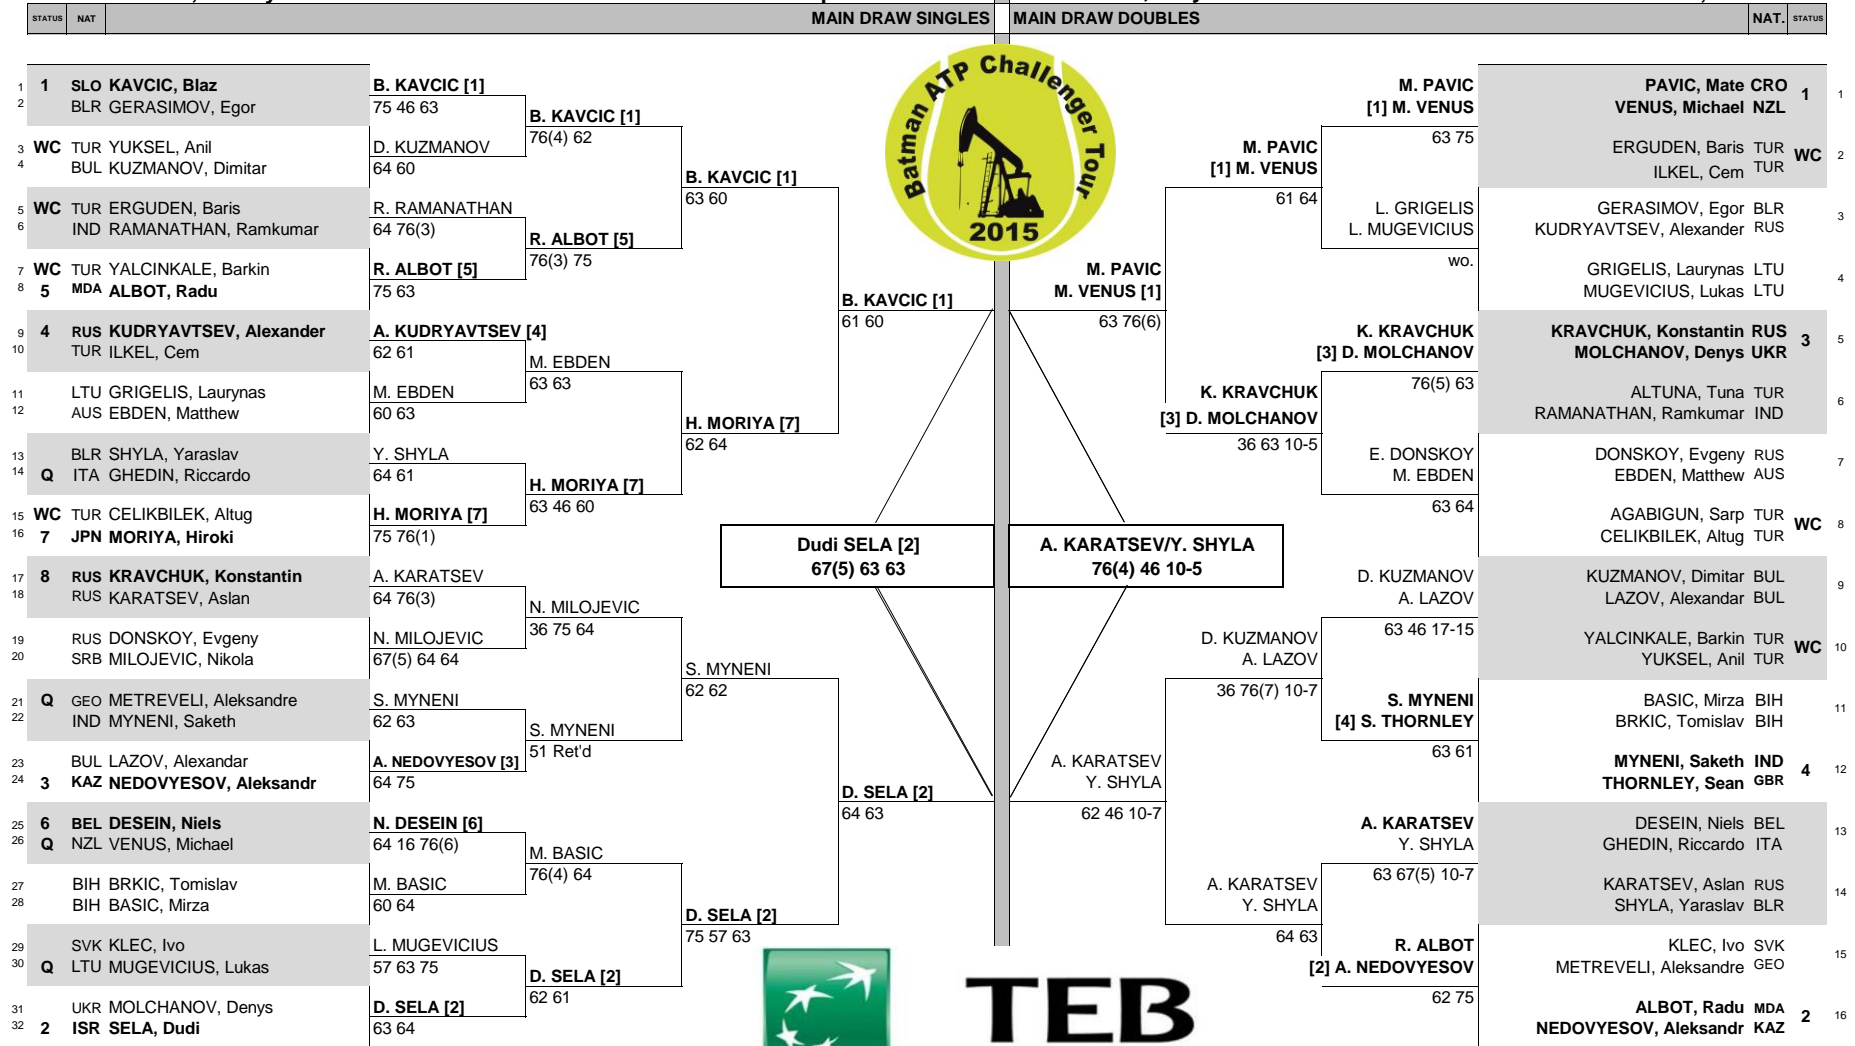 STATUS NAT MAIN DRAW SINGLES MAIN DRAW DOUBLES NAT. STATUS
1 1 SLO KAVCIC, Blaz
2 BLR GERASIMOV, Egor
3 WC TUR YUKSEL, Anil
4 BUL KUZMANOV, Dimitar
5 WC TUR ERGUDEN, Baris
6 IND RAMANATHAN, Ramkumar
7 WC TUR YALCINKALE, Barkin
8 5 MDA ALBOT, Radu
9 4 RUS KUDRYAVTSEV, Alexander
10 TUR ILKEL, Cem
11 LTU GRIGELIS, Laurynas
12 AUS EBDEN, Matthew
13 BLR SHYLA, Yaraslav
14 Q ITA GHEDIN, Riccardo
15 WC TUR CELIKBILEK, Altug
16 7 JPN MORIYA, Hiroki
17 8 RUS KRAVCHUK, Konstantin
18 RUS KARATSEV, Aslan
19 RUS DONSKOY, Evgeny
20 SRB MILOJEVIC, Nikola
21 Q GEO METREVELI, Aleksandre
22 IND MYNENI, Saketh
23 BUL LAZOV, Alexandar
24 3 KAZ NEDOVYESOV, Aleksandr
25 6 BEL DESEIN, Niels
26 Q NZL VENUS, Michael
27 BIH BRKIC, Tomislav
28 BIH BASIC, Mirza
29 SVK KLEC, Ivo
30 Q LTU MUGEVICIUS, Lukas
31 UKR MOLCHANOV, Denys
32 2 ISR SELA, Dudi
B. KAVCIC [1]
75 46 63
D. KUZMANOV
64 60
R. RAMANATHAN
64 76(3)
R. ALBOT [5]
75 63
A. KUDRYAVTSEV [4]
62 61
M. EBDEN
60 63
Y. SHYLA
64 61
H. MORIYA [7]
75 76(1)
A. KARATSEV
64 76(3)
N. MILOJEVIC
67(5) 64 64
S. MYNENI
62 63
A. NEDOVYESOV [3]
64 75
N. DESEIN [6]
64 16 76(6)
M. BASIC
60 64
L. MUGEVICIUS
57 63 75
D. SELA [2]
63 64
B. KAVCIC [1]
76(4) 62
R. ALBOT [5]
76(3) 75
M. EBDEN
63 63
H. MORIYA [7]
63 46 60
N. MILOJEVIC
36 75 64
S. MYNENI
51 Ret'd
M. BASIC
76(4) 64
D. SELA [2]
62 61
B. KAVCIC [1]
63 60
H. MORIYA [7]
62 64
S. MYNENI
62 62
D. SELA [2]
75 57 63
B. KAVCIC [1]
61 60
D. SELA [2]
64 63
Dudi SELA [2]
67(5) 63 63
Batman ATP Challenger Tour
2015
A. KARATSEV/Y. SHYLA
76(4) 46 10-5
M. PAVIC
M. VENUS [1]
63 76(6)
A. KARATSEV
Y. SHYLA
62 46 10-7
M. PAVIC
[1] M. VENUS
61 64
K. KRAVCHUK
[3] D. MOLCHANOV
36 63 10-5
D. KUZMANOV
A. LAZOV
36 76(7) 10-7
A. KARATSEV
Y. SHYLA
64 63
M. PAVIC
[1] M. VENUS
63 75
L. GRIGELIS
L. MUGEVICIUS
wo.
K. KRAVCHUK
[3] D. MOLCHANOV
76(5) 63
E. DONSKOY
M. EBDEN
63 64
D. KUZMANOV
A. LAZOV
63 46 17-15
S. MYNENI
[4] S. THORNLEY
63 61
A. KARATSEV
Y. SHYLA
63 67(5) 10-7
R. ALBOT
[2] A. NEDOVYESOV
62 75
PAVIC, Mate CRO 1 1
VENUS, Michael NZL
ERGUDEN, Baris TUR WC 2
ILKEL, Cem TUR
GERASIMOV, Egor BLR 3
KUDRYAVTSEV, Alexander RUS
GRIGELIS, Laurynas LTU 4
MUGEVICIUS, Lukas LTU
KRAVCHUK, Konstantin RUS 3 5
MOLCHANOV, Denys UKR
ALTUNA, Tuna TUR 6
RAMANATHAN, Ramkumar IND
DONSKOY, Evgeny RUS 7
EBDEN, Matthew AUS
AGABIGUN, Sarp TUR WC 8
CELIKBILEK, Altug TUR
KUZMANOV, Dimitar BUL 9
LAZOV, Alexandar BUL
YALCINKALE, Barkin TUR WC 10
YUKSEL, Anil TUR
BASIC, Mirza BIH 11
BRKIC, Tomislav BIH
MYNENI, Saketh IND 4 12
THORNLEY, Sean GBR
DESEIN, Niels BEL 13
GHEDIN, Riccardo ITA
KARATSEV, Aslan RUS 14
SHYLA, Yaraslav BLR
KLEC, Ivo SVK 15
METREVELI, Aleksandre GEO
ALBOT, Radu MDA 2 16
NEDOVYESOV, Aleksandr KAZ
TEB